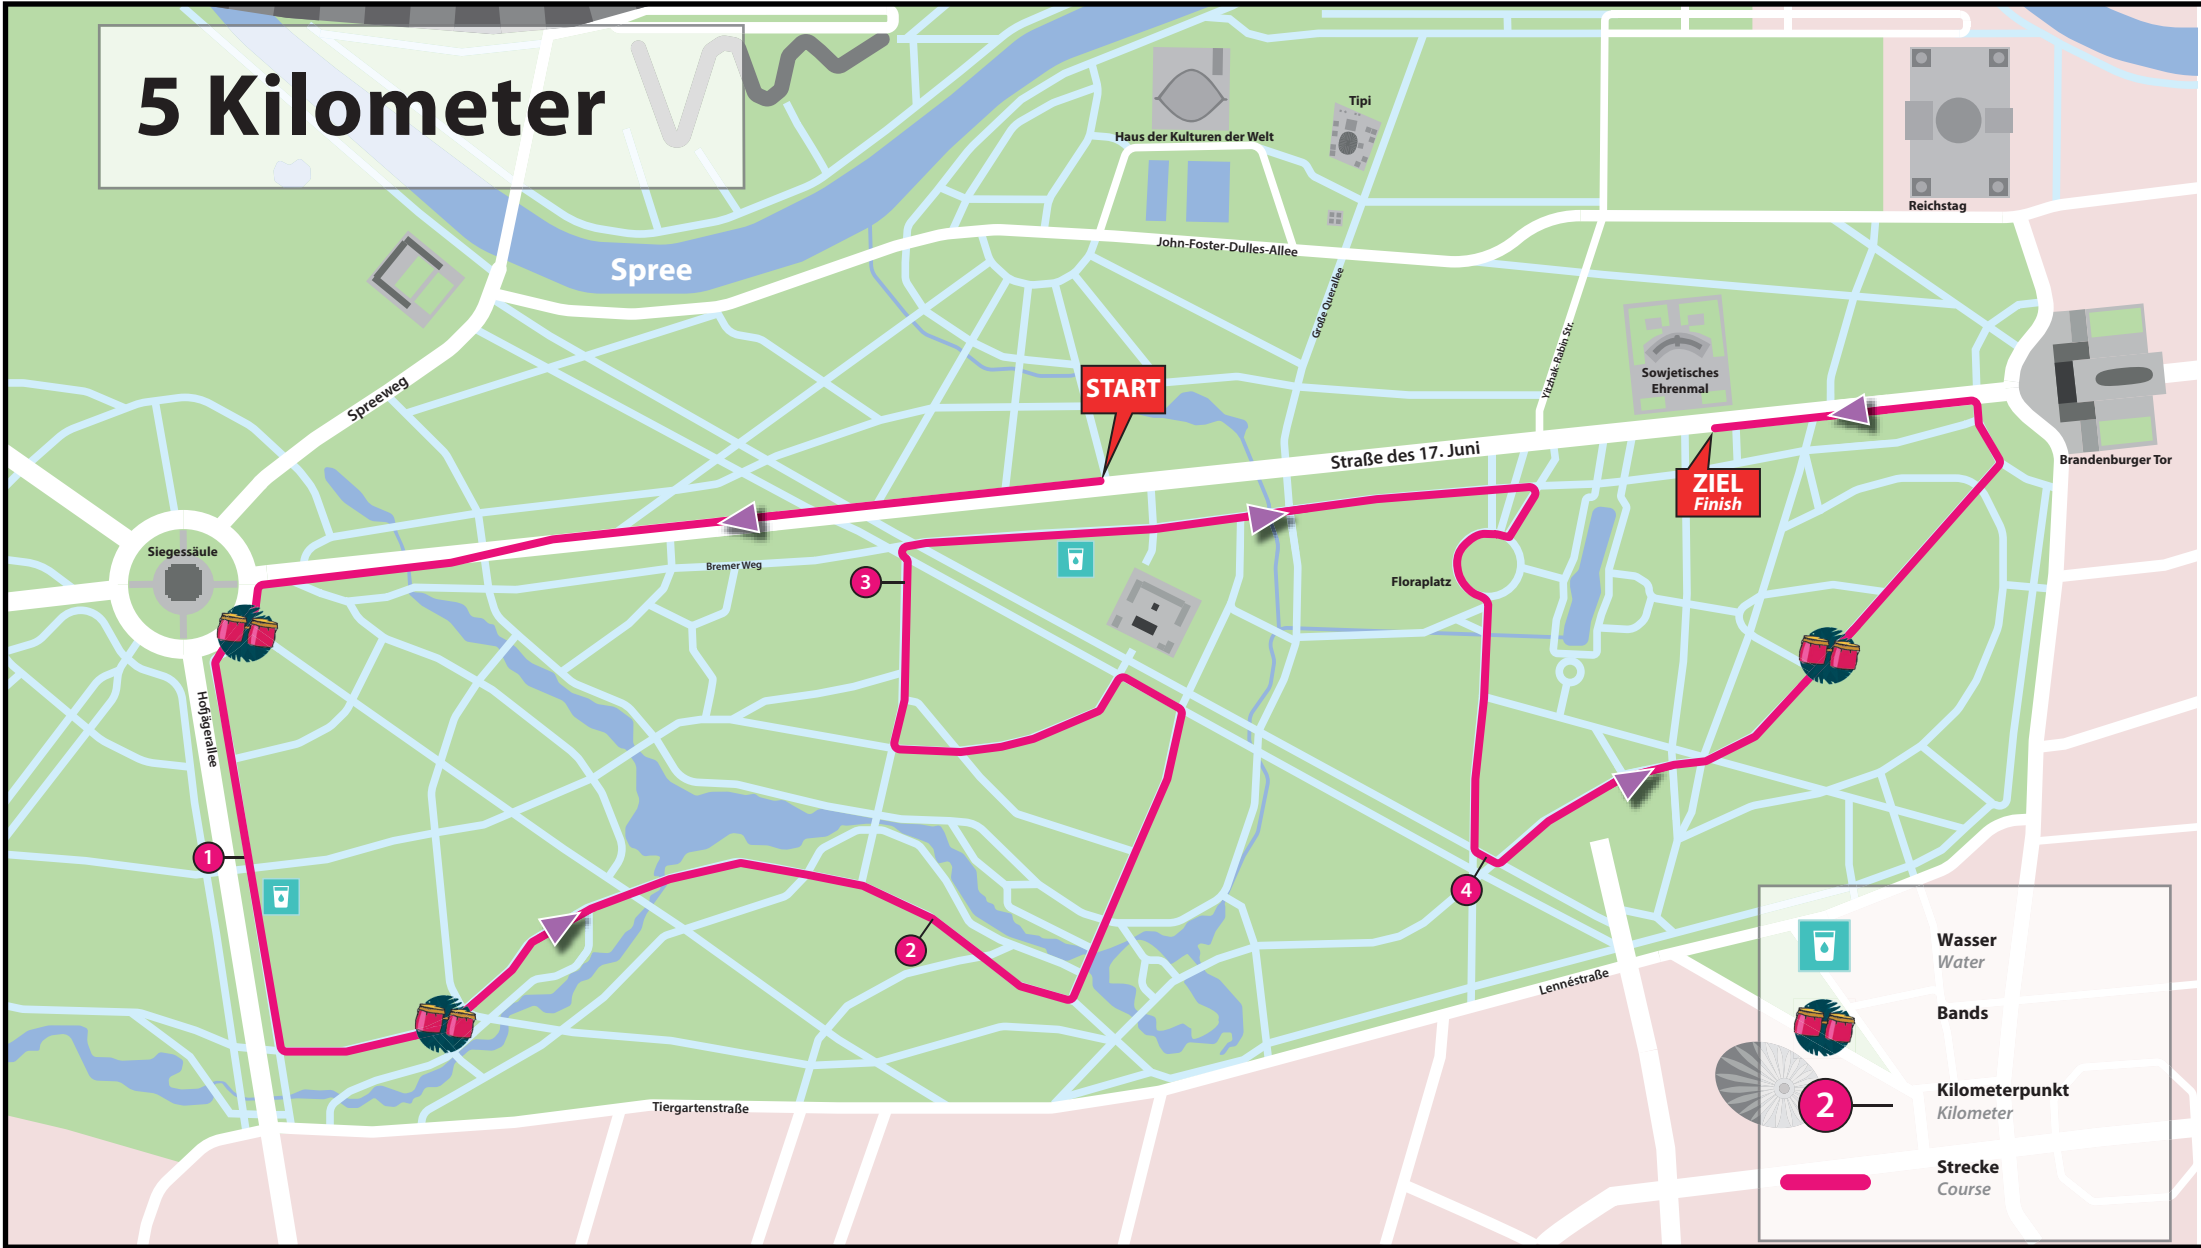 5 Kilometer
Tipi
Haus der Kulturen der Welt
Reichstag
John-Foster-Dulles-Allee
Spree
Große Querallee
Yitzhak-Rabin Str.
Sowjetisches
Ehrenmal
START
Spreeweg
Straße des 17. Juni
Brandenburger Tor
ZIEL
Finish
Siegessäule
Bremer Weg
3
Floraplatz
Hofjägerallee
1
4
2
Lennéstraße
Tiergartenstraße
Wasser
Water
Bands
2
Kilometerpunkt
Kilometer
Strecke
Course